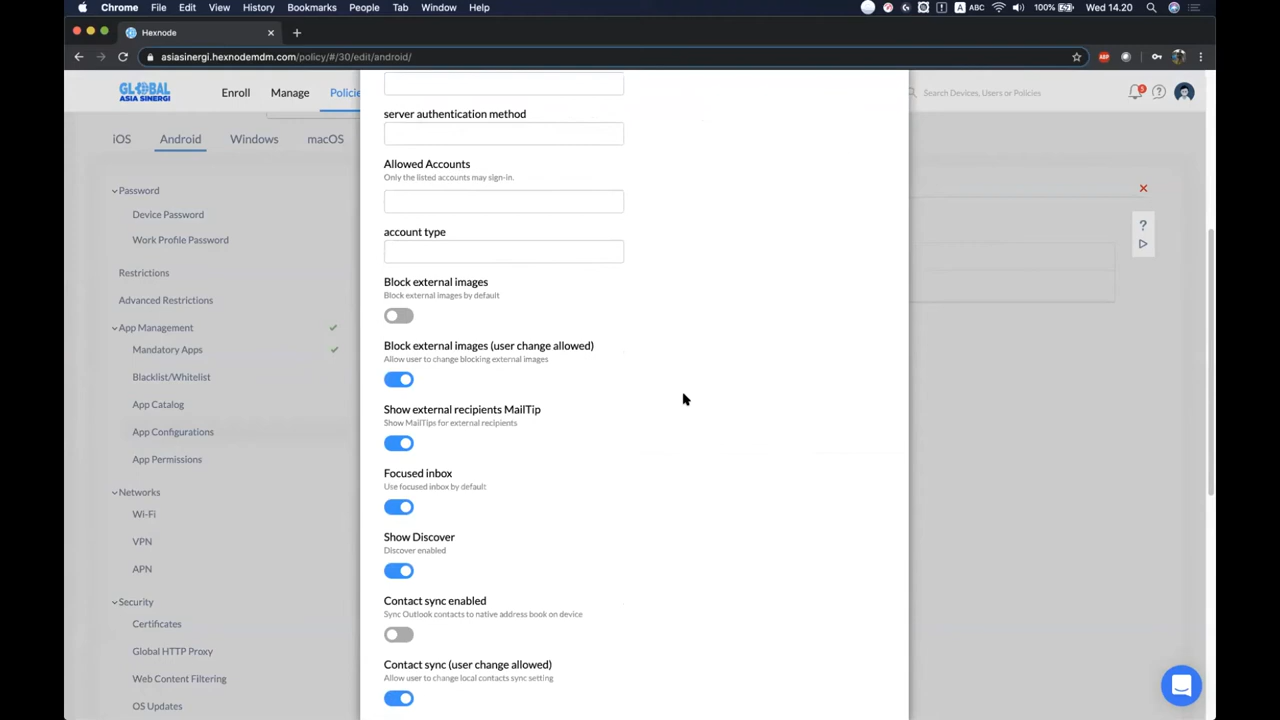 Chrome File Edit View History Bookmarks People Tab Window Help
A ABC 100% Wed 14.20
Hexnode
asiasinergi.hexnodemdm.com/policy/#/30/edit/android/
GLOBAL
ASIA SINERGI
Enroll Manage Policie
Search Devices, Users or Policies
iOS Android Windows macOS
Password
Device Password
Work Profile Password
Restrictions
Advanced Restrictions
App Management
Mandatory Apps
Blacklist/Whitelist
App Catalog
App Configurations
App Permissions
Networks
Wi-Fi
VPN
APN
Security
Certificates
Global HTTP Proxy
Web Content Filtering
OS Updates
server authentication method
Allowed Accounts
Only the listed accounts may sign-in.
account type
Block external images
Block external images by default
Block external images (user change allowed)
Allow user to change blocking external images
Show external recipients MailTip
Show MailTips for external recipients
Focused inbox
Use focused inbox by default
Show Discover
Discover enabled
Contact sync enabled
Sync Outlook contacts to native address book on device
Contact sync (user change allowed)
Allow user to change local contacts sync setting
?